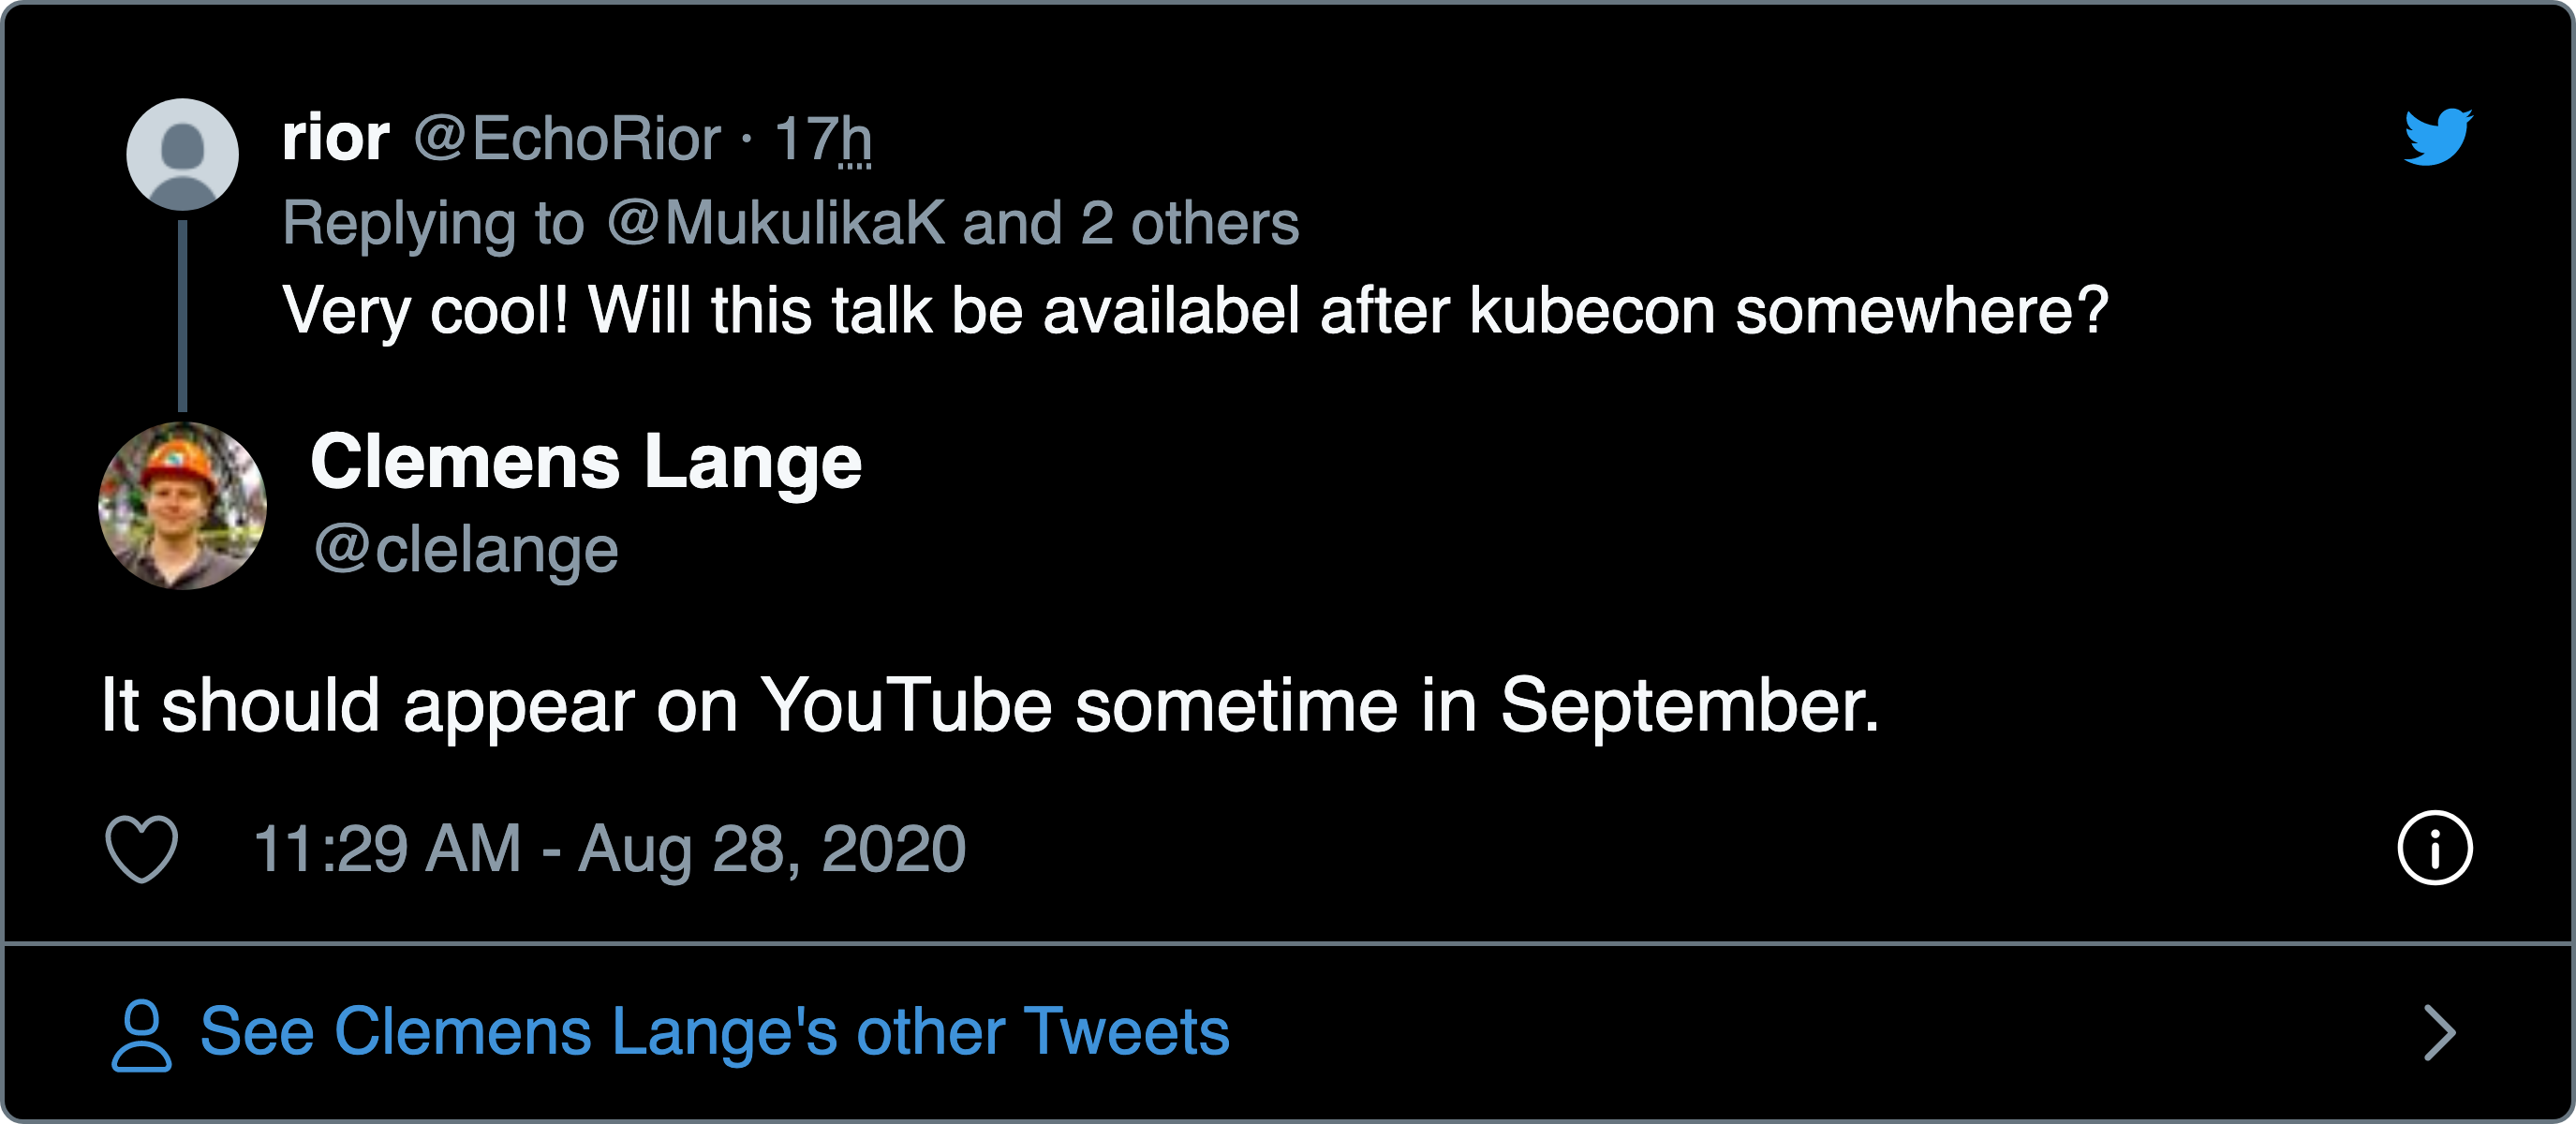 rior @EchoRior · 17h
Replying to @MukulikaK and 2 others
Very cool! Will this talk be availabel after kubecon somewhere?
Clemens Lange
@clelange
It should appear on YouTube sometime in September.
11:29 AM - Aug 28, 2020
See Clemens Lange's other Tweets